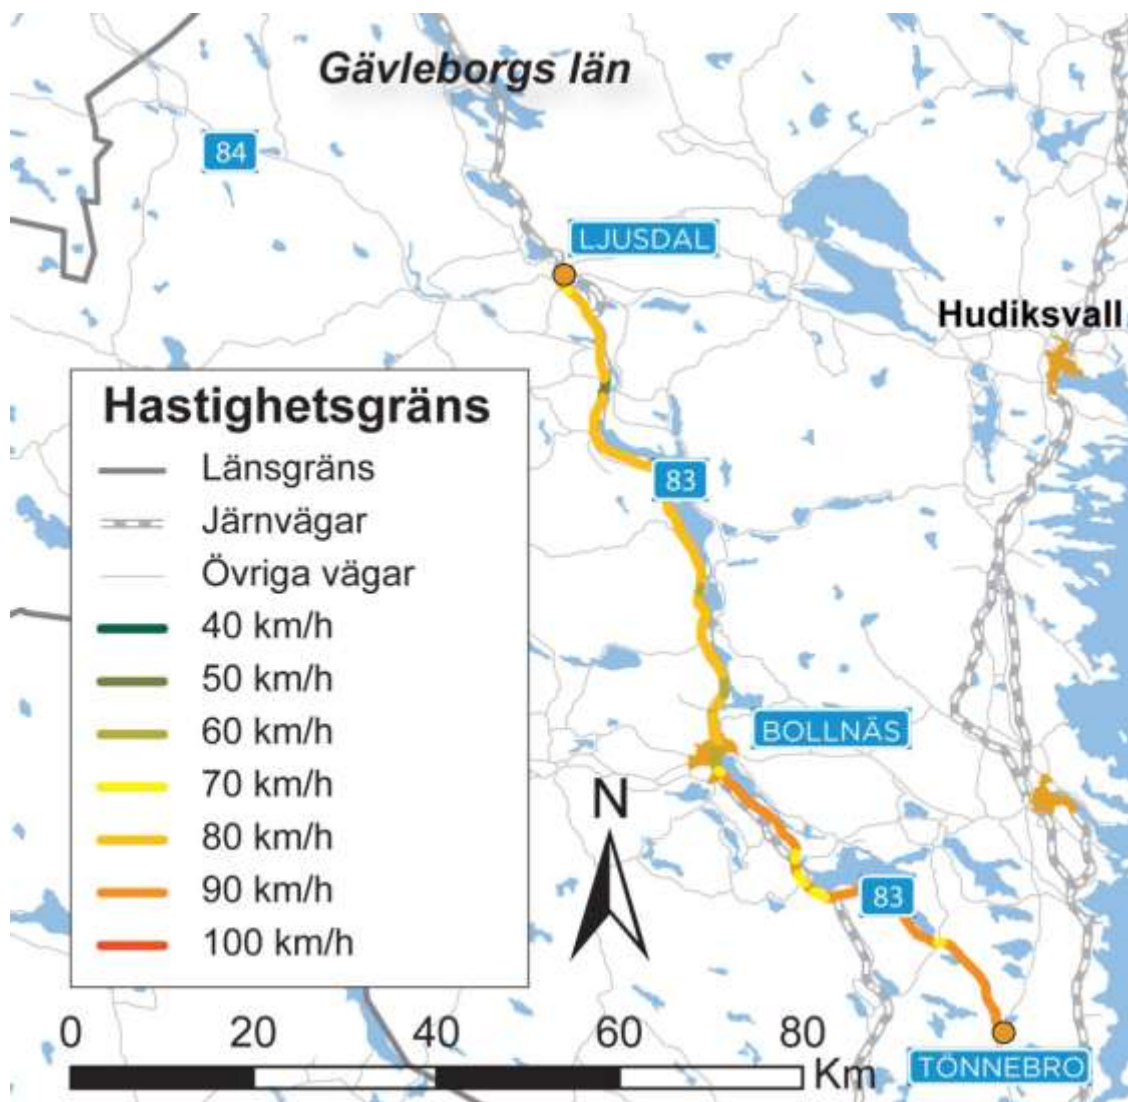 Gävleborgs län
84
LJUSDAL
Hudiksvall
Hastighetsgräns
Länsgräns
Järnvägar
Övriga vägar
40 km/h
50 km/h
60 km/h
70 km/h
80 km/h
90 km/h
100 km/h
83
BOLLNÄS
N
83
0 20 40 60 80
Km
TÖNNEBRO